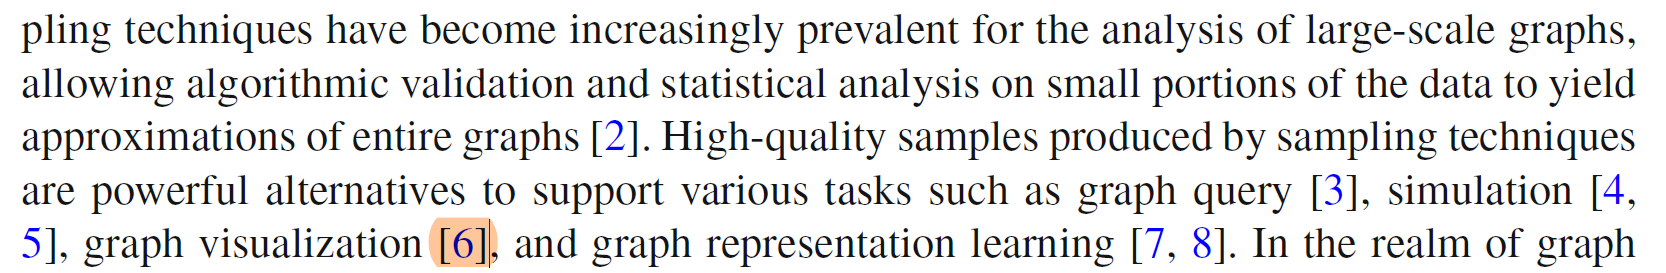 pling techniques have become increasingly prevalent for the analysis of large-scale graphs,
allowing algorithmic validation and statistical analysis on small portions of the data to yield
approximations of entire graphs [2]. High-quality samples produced by sampling techniques
are powerful alternatives to support various tasks such as graph query [3], simulation [4,
5], graph visualization [6], and graph representation learning [7, 8]. In the realm of graph